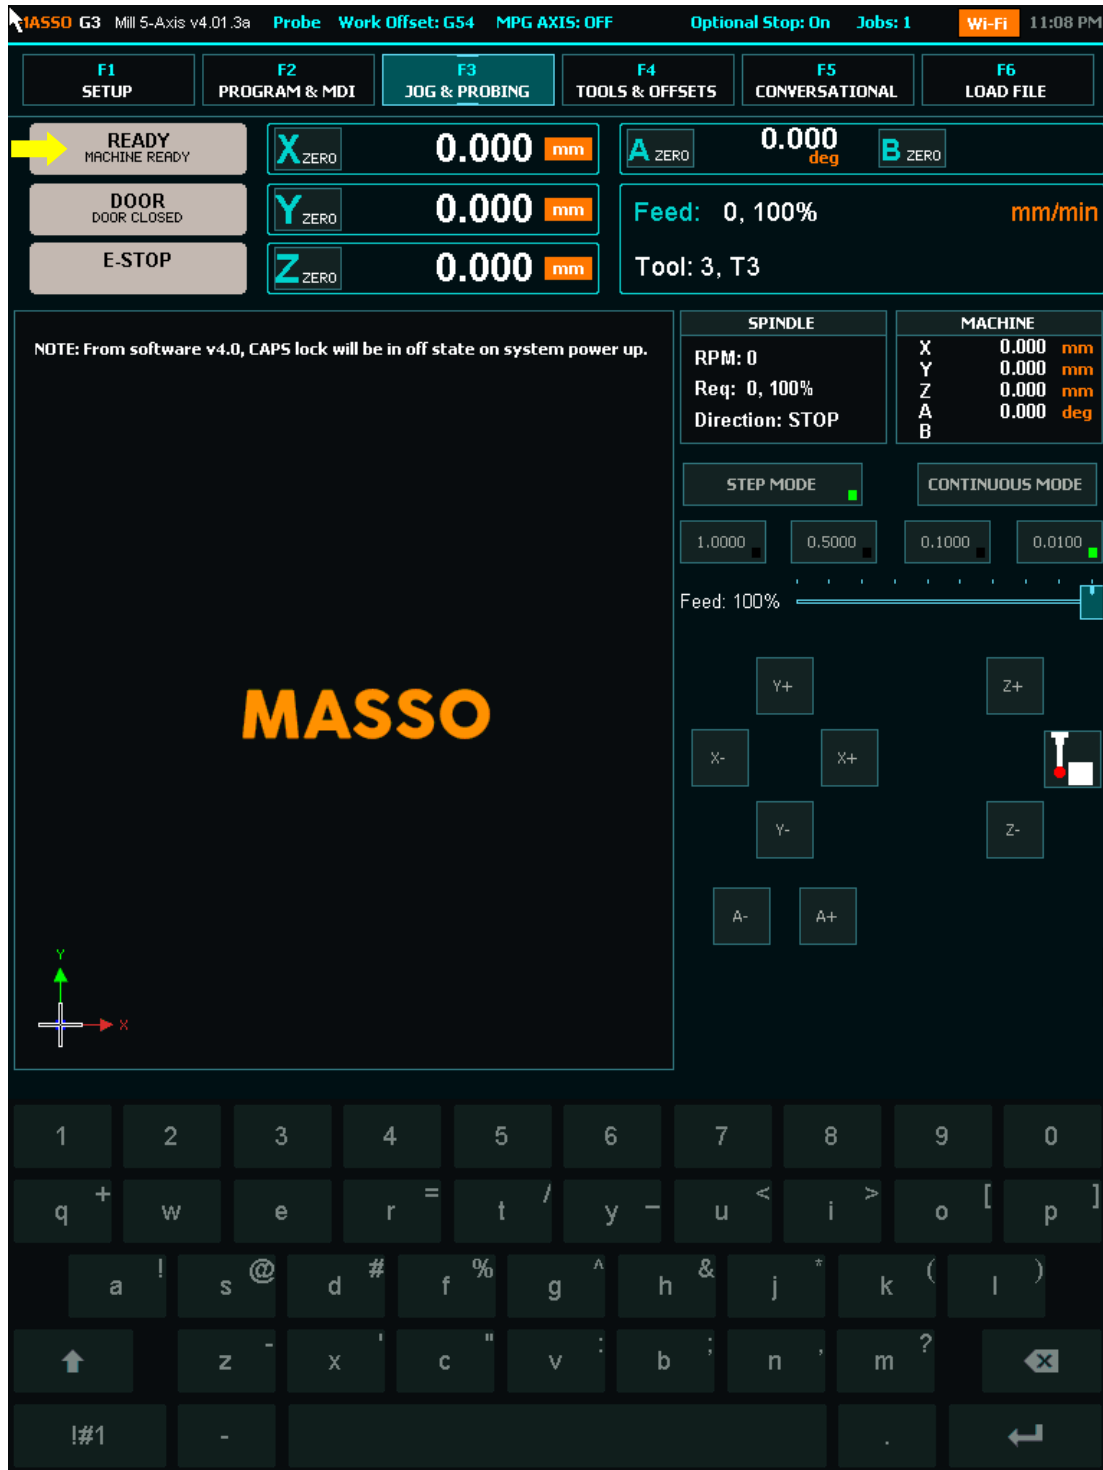 MASSO G3 Mill 5-Axis v4.01.3a Probe Work Offset: G54 MPG AXIS: OFF Optional Stop: On Jobs: 1 Wi-Fi 11:08 PM
F1 F2 F3 F4 F5 F6
SETUP PROGRAM & MDI JOG & PROBING TOOLS & OFFSETS CONVERSATIONAL LOAD FILE
READY
MACHINE READY
X ZERO 0.000 mm
A ZERO 0.000 deg B ZERO
DOOR
DOOR CLOSED
Y ZERO 0.000 mm
Feed: 0, 100% mm/min
E-STOP
Z ZERO 0.000 mm
Tool: 3, T3
NOTE: From software v4.0, CAPS lock will be in off state on system power up.
MASSO
Y
X
SPINDLE
RPM: 0
Req: 0, 100%
Direction: STOP
MACHINE
X 0.000 mm
Y 0.000 mm
Z 0.000 mm
A 0.000 deg
B
STEP MODE CONTINUOUS MODE
1.0000 0.5000 0.1000 0.0100
Feed: 100%
Y+ Z+
X- X+
Y- Z-
A- A+
1 2 3 4 5 6 7 8 9 0
q + w e r = t / y – u < i > o [ p ]
a ! s @ d # f % g ^ h & j * k ( l )
z - x ' c " v : b ; n , m ?
!#1 - .